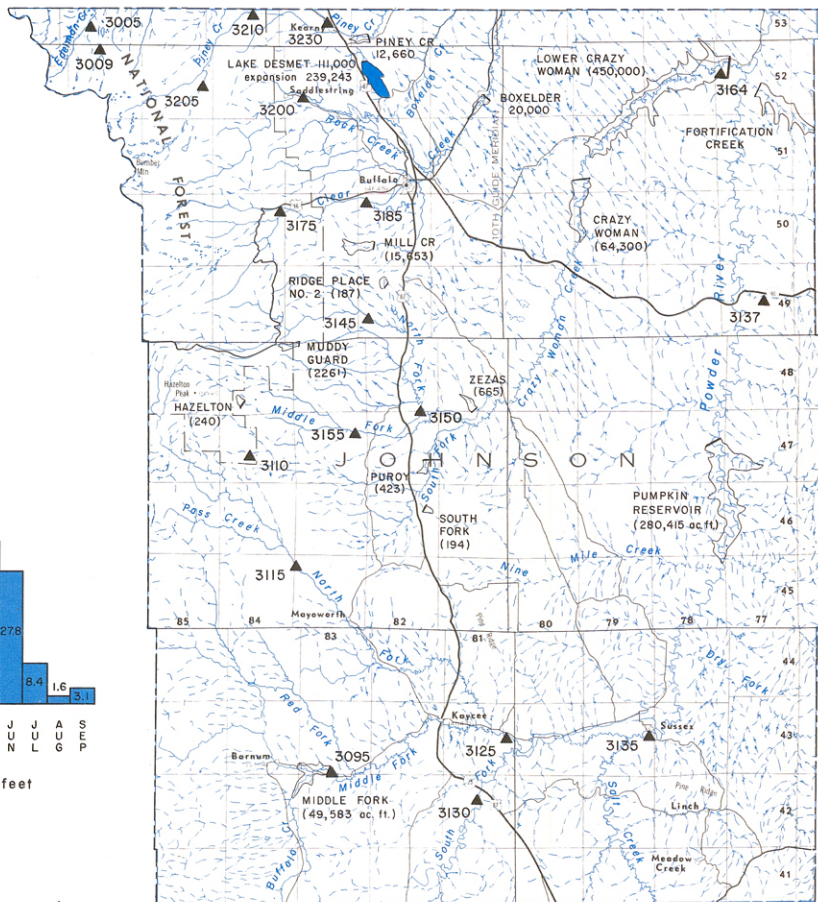 3005
Piney Cr
53
3210
Kearn
3230
3009
Piney Cr
PINEY CR
12,660
NATIONAL
FOREST
LAKE DESMET 111,000
expansion 239,243
LOWER CRAZY
WOMAN (450,000)
52
3205
Saddlestring
3200
Boxelder Creek
BOXELDER
20,000
3164
Rock Creek
FORTIFICATION
CREEK
51
10TH GUIDE MERIDIAN
Buffalo
Clear
3185
3175
50
CRAZY
WOMAN
(64,300)
MILL CR
(15,653)
RIDGE PLACE
NO. 2 (187)
Powder River
3137
49
3145
North Fork
Crazy Woman Creek
MUDDY
GUARD
(2261)
48
Hazelton
Peak
ZEZAS
(665)
HAZELTON
(240)
Middle Fork
3150
3155
47
3110
JOHNSON
South Fork
PUROY
(423)
PUMPKIN
RESERVOIR
(280,415 ac.ft.)
Pass Creek
SOUTH
FORK
(194)
46
Nine Mile Creek
3115
North Fork
45
85
84
83
82
81
80
79
78
77
Mayoworth
Pine Ridge
44
27.8
8.4
1.6
3.1
JUN
JUL
AUG
SEP
feet
Dry Fork
Red Fork
Kaycee
Sussex
3125
3135
43
Barnum
3095
Middle Fork
MIDDLE FORK
(49,583 ac. ft.)
3130
South Fork
Salt Creek
Pine Ridge
Linch
42
Buffalo Cr
Meadow
Creek
41